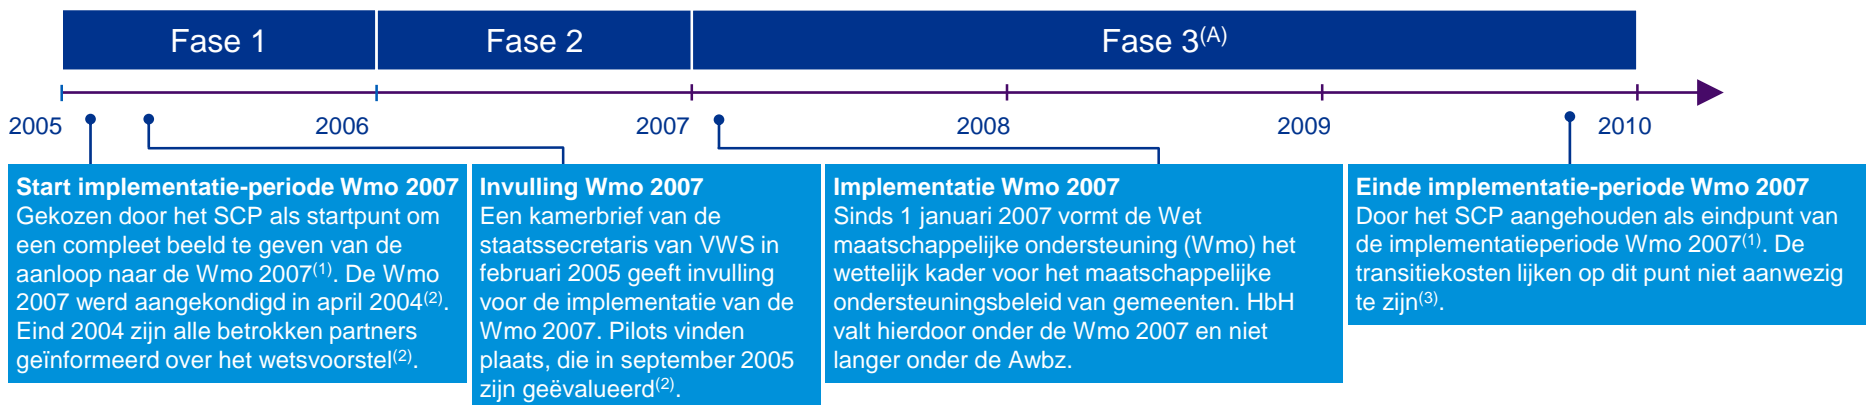 Fase 1
Fase 2
Fase 3(A)
2005
2006
2007
2008
2009
2010
Start implementatie-periode Wmo 2007
Gekozen door het SCP als startpunt om
een compleet beeld te geven van de
aanloop naar de Wmo 2007(1). De Wmo
2007 werd aangekondigd in april 2004(2).
Eind 2004 zijn alle betrokken partners
geïnformeerd over het wetsvoorstel(2).
Invulling Wmo 2007
Een kamerbrief van de
staatssecretaris van VWS in
februari 2005 geeft invulling
voor de implementatie van de
Wmo 2007. Pilots vinden
plaats, die in september 2005
zijn geëvalueerd(2).
Implementatie Wmo 2007
Sinds 1 januari 2007 vormt de Wet
maatschappelijke ondersteuning (Wmo) het
wettelijk kader voor het maatschappelijke
ondersteuningsbeleid van gemeenten. HbH
valt hierdoor onder de Wmo 2007 en niet
langer onder de Awbz.
Einde implementatie-periode Wmo 2007
Door het SCP aangehouden als eindpunt van
de implementatieperiode Wmo 2007(1). De
transitiekosten lijken op dit punt niet aanwezig
te zijn(3).